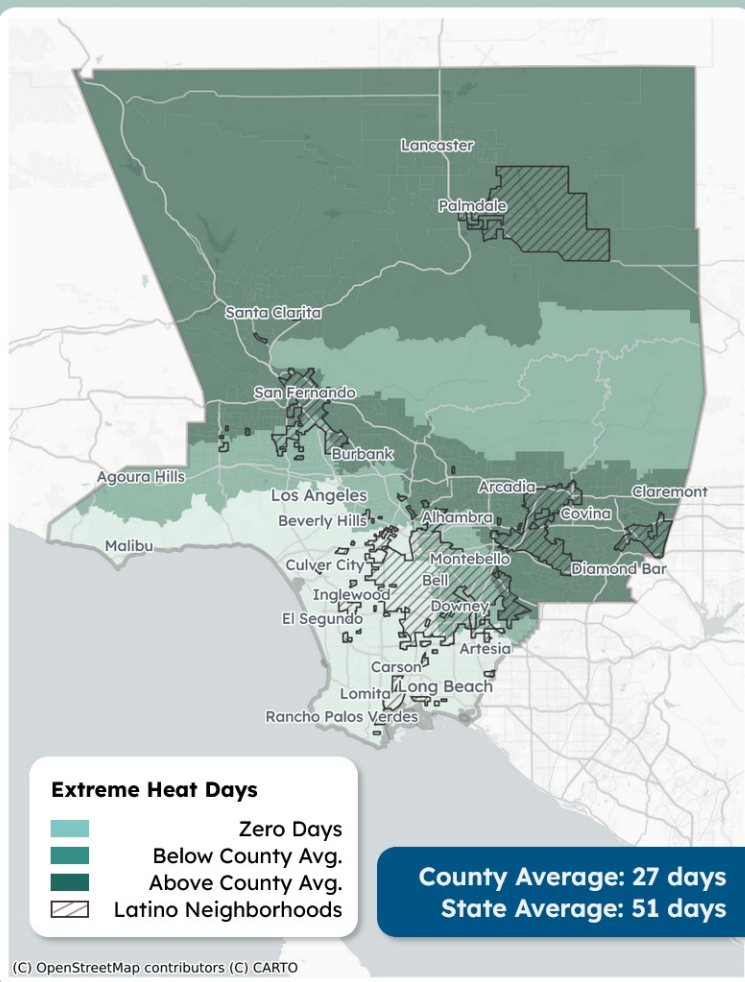 Lancaster
Palmdale
Santa Clarita
San Fernando
Burbank
Agoura Hills
Arcadia
Claremont
Los Angeles
Covina
Beverly Hills
Alhambra
Malibu
Montebello
Culver City
Diamond Bar
Bell
Inglewood
Downey
El Segundo
Artesia
Carson
Long Beach
Lomita
Rancho Palos Verdes
Extreme Heat Days
Zero Days
Below County Avg.
Above County Avg.
Latino Neighborhoods
County Average: 27 days
State Average: 51 days
(C) OpenStreetMap contributors (C) CARTO